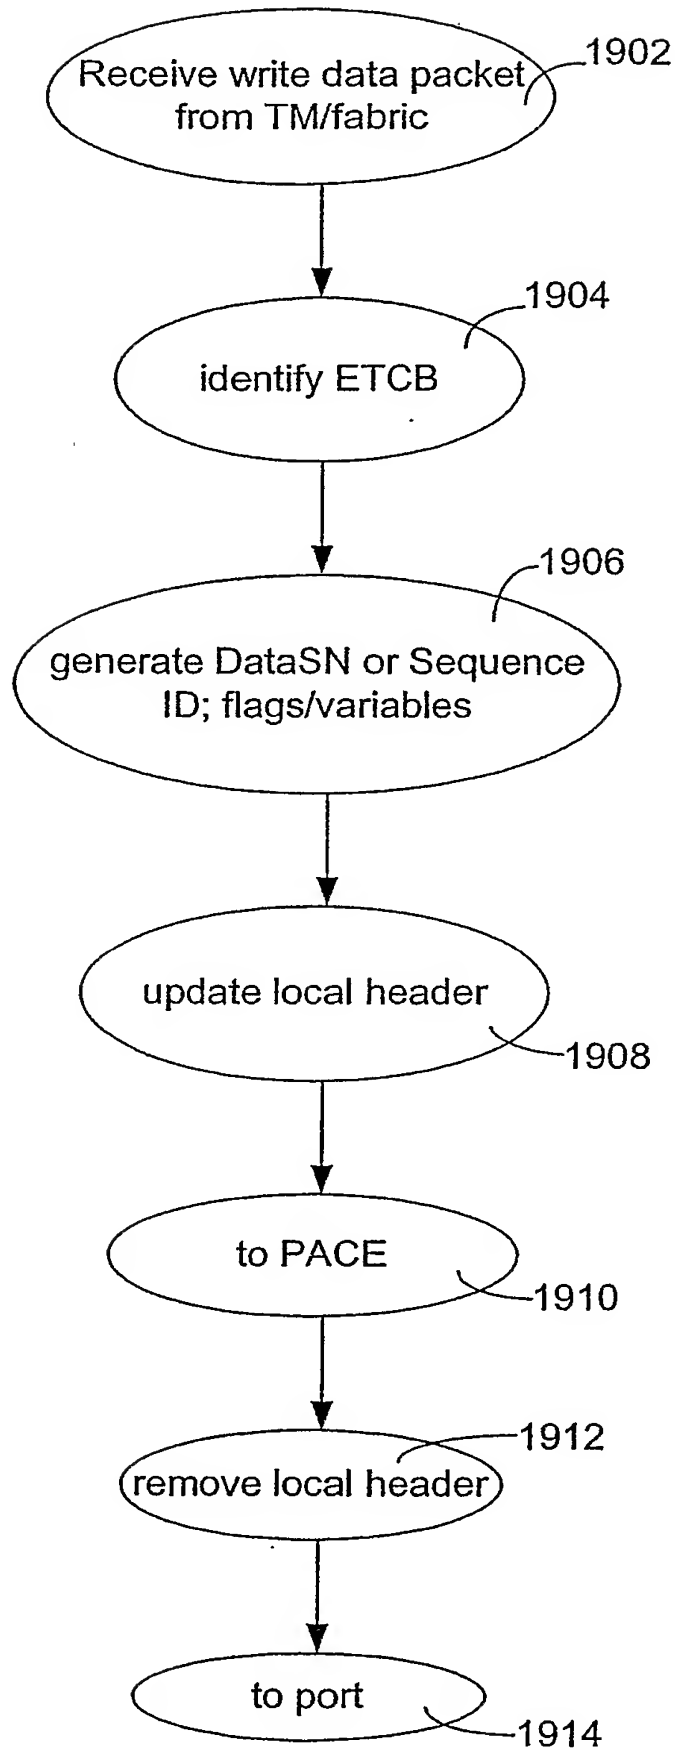 Receive write data packet
from TM/fabric
1902
identify ETCB
1904
generate DataSN or Sequence
ID; flags/variables
1906
update local header
1908
to PACE
1910
remove local header
1912
to port
1914